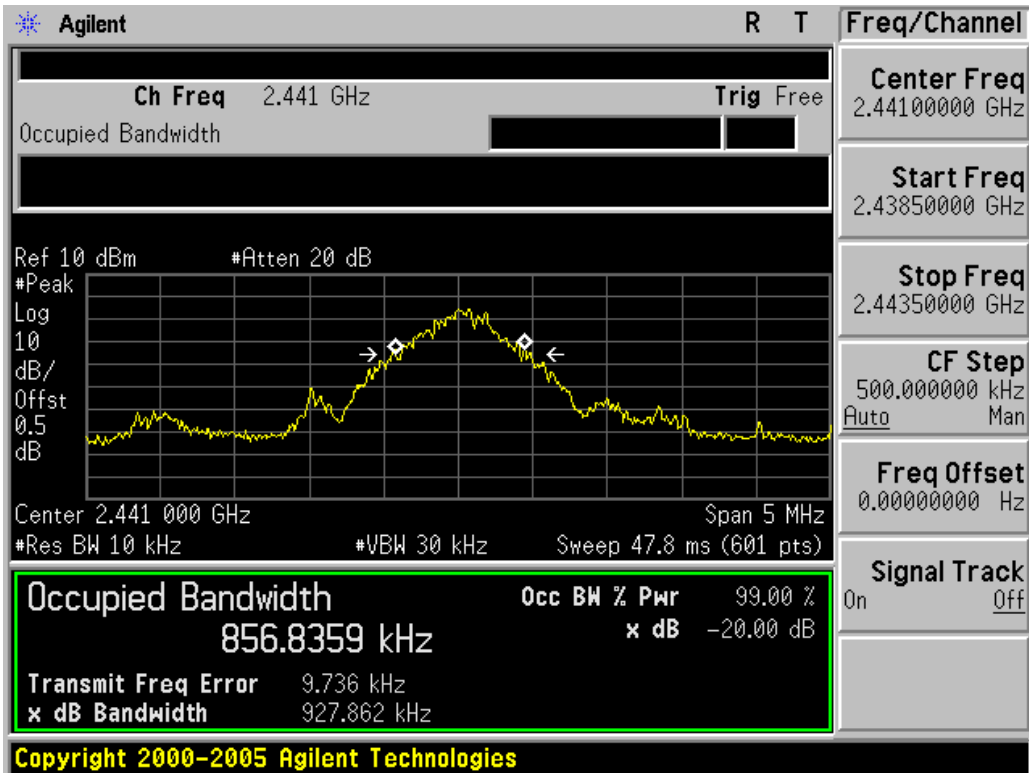 Agilent R T
Ch Freq 2.441 GHz Trig Free
Occupied Bandwidth
Ref 10 dBm #Atten 20 dB
#Peak
Log
10
dB/
Offst
0.5
dB
Center 2.441 000 GHz Span 5 MHz
#Res BW 10 kHz #VBW 30 kHz Sweep 47.8 ms (601 pts)
Occupied Bandwidth Occ BW % Pwr 99.00 %
856.8359 kHz x dB -20.00 dB
Transmit Freq Error 9.736 kHz
x dB Bandwidth 927.862 kHz
Copyright 2000-2005 Agilent Technologies
Freq/Channel
Center Freq
2.44100000 GHz
Start Freq
2.43850000 GHz
Stop Freq
2.44350000 GHz
CF Step
500.000000 kHz
Auto Man
Freq Offset
0.00000000 Hz
Signal Track
On Off